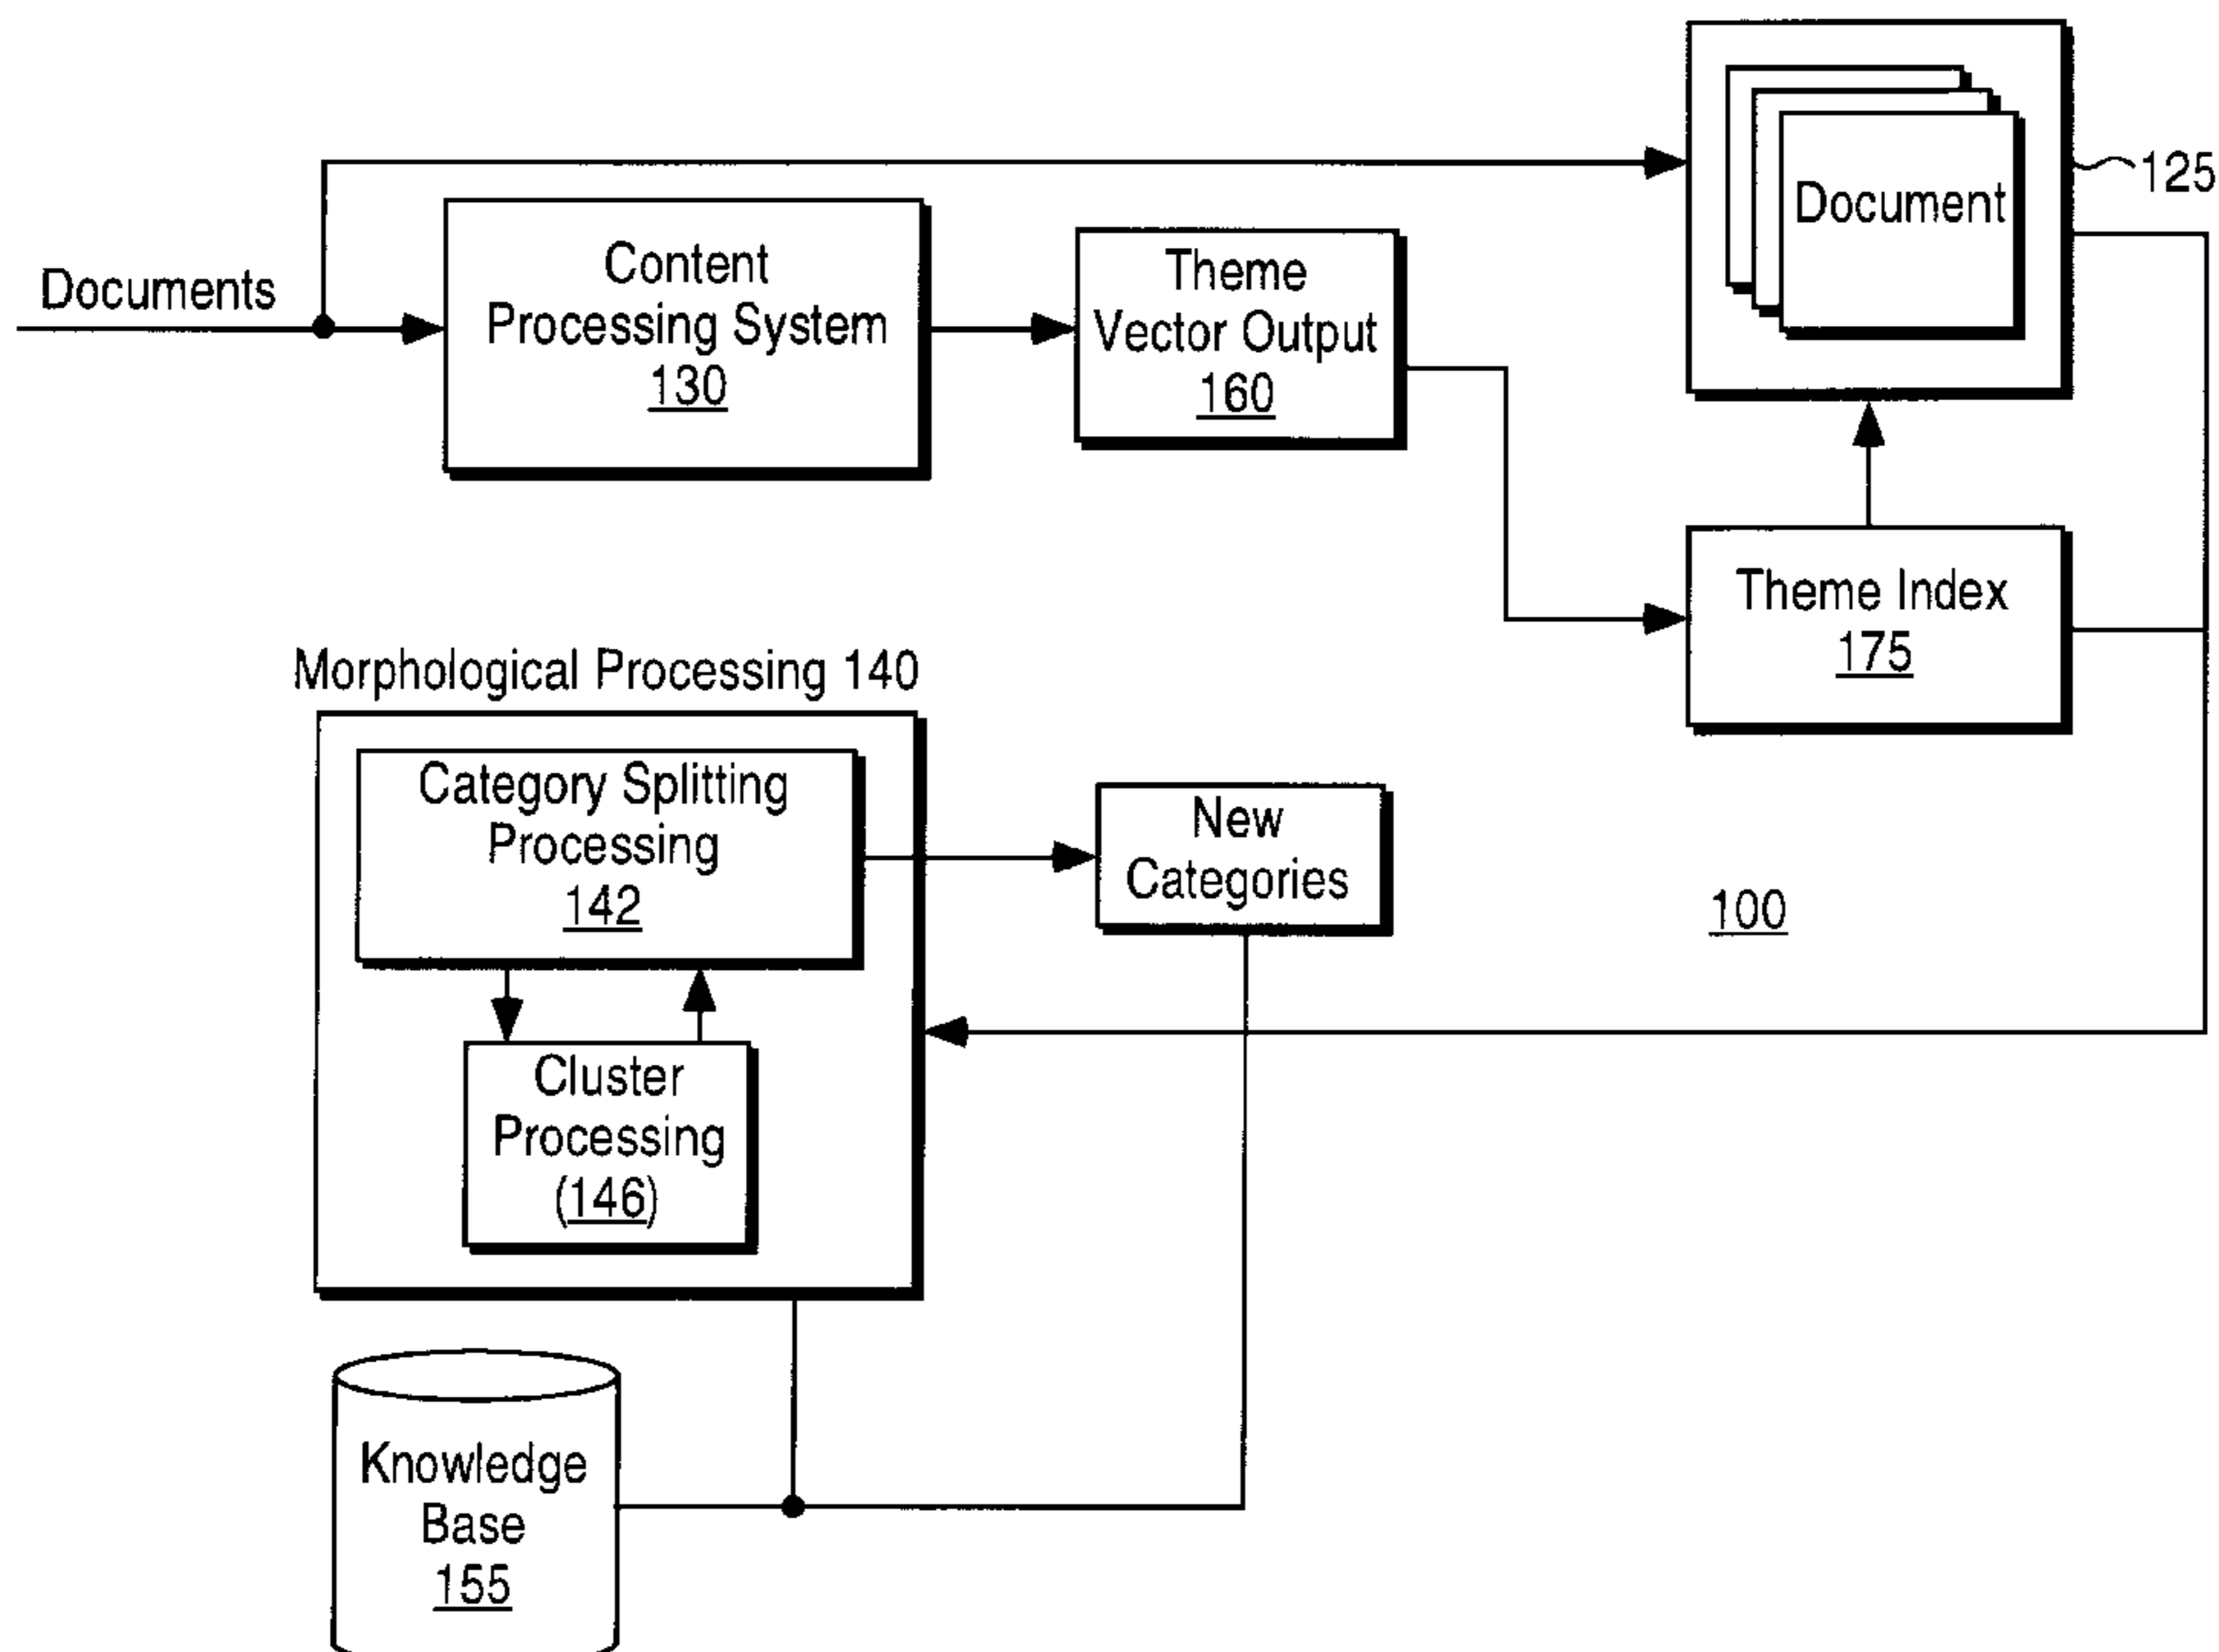 Documents
Content
Processing System
130
Theme
Vector Output
160
Document
125
Theme Index
175
Morphological Processing 140
Category Splitting
Processing
142
New
Categories
100
Cluster
Processing
(146)
Knowledge
Base
155